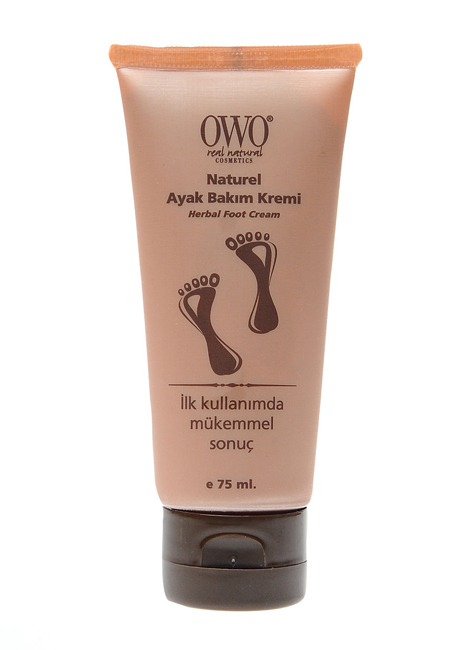 OWO®
real natural
COSMETICS
Naturel
Ayak Bakım Kremi
Herbal Foot Cream
İlk kullanımda
mükemmel
sonuç
e 75 ml.